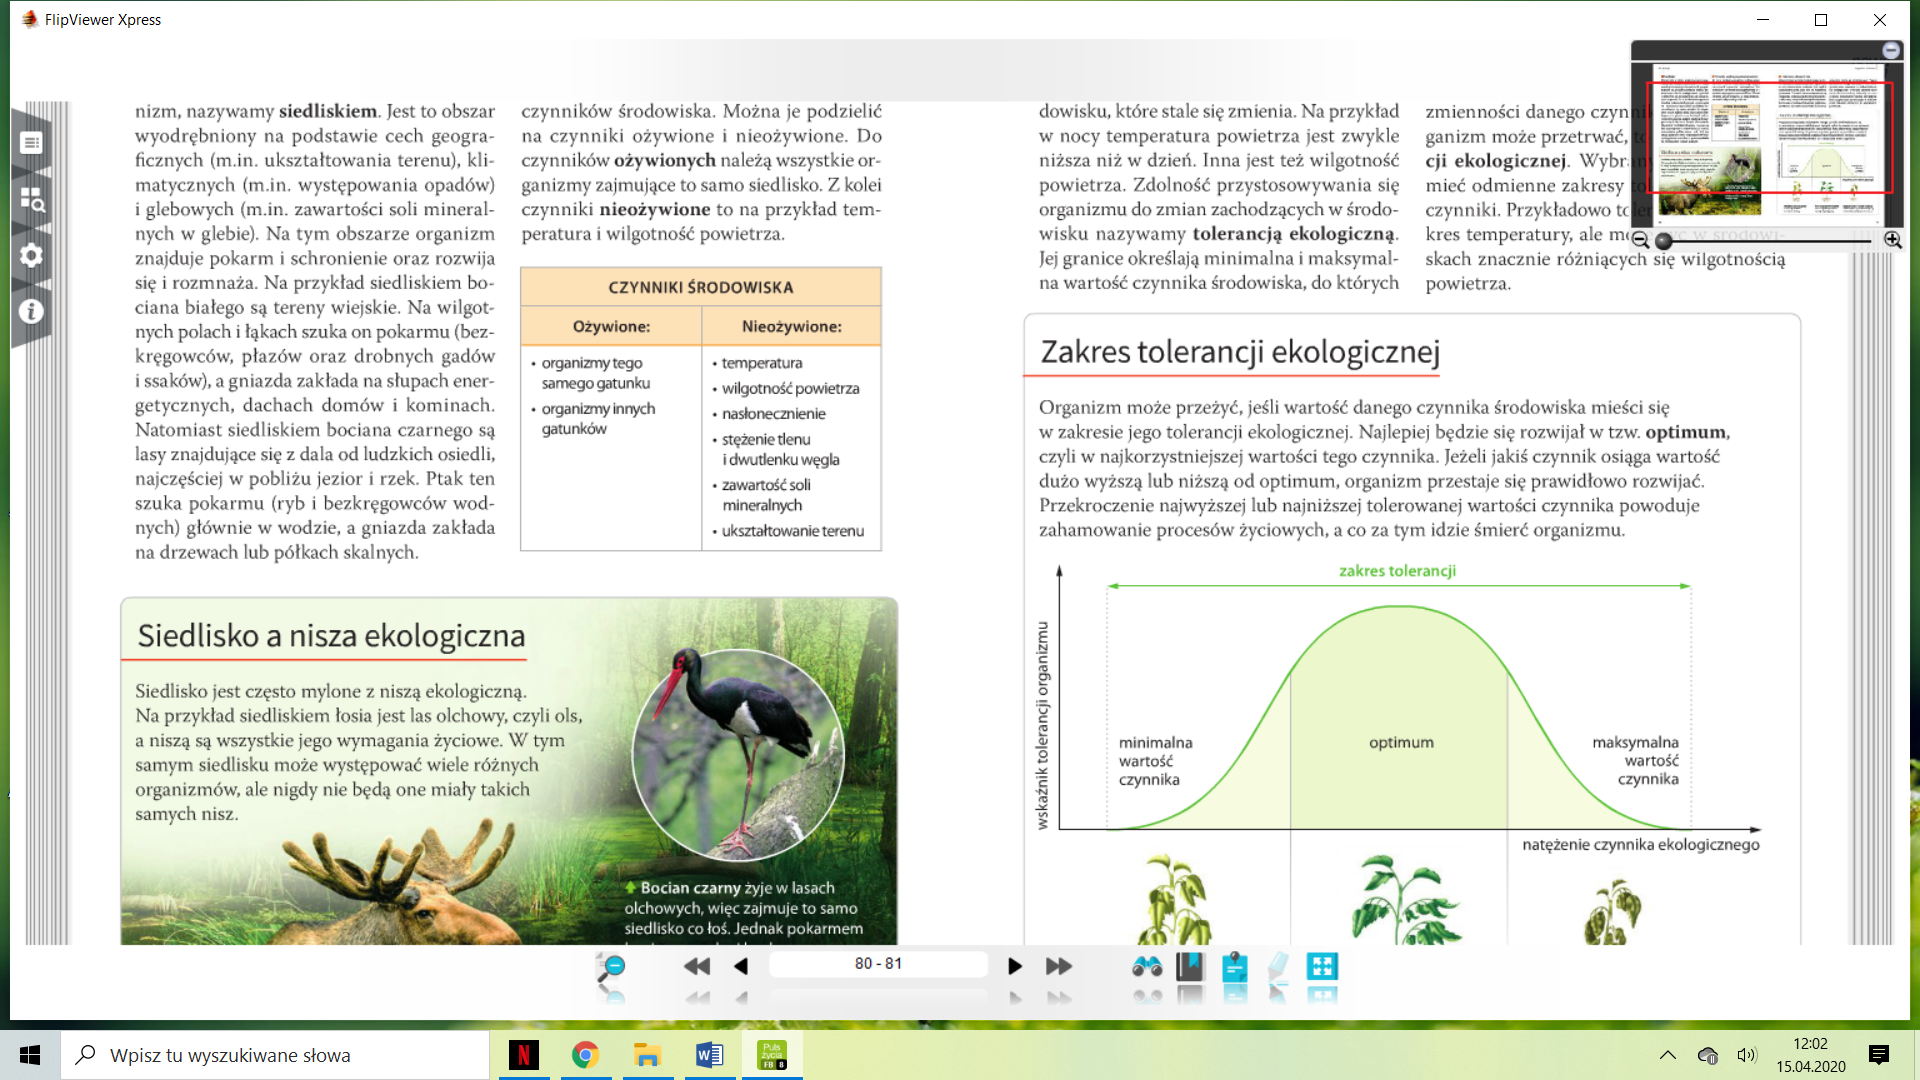 FlipViewer Xpress
nizm, nazywamy siedliskiem. Jest to obszar
wyodrębniony na podstawie cech geogra-
ficznych (m.in. ukształtowania terenu), kli-
matycznych (m.in. występowania opadów)
i glebowych (m.in. zawartości soli mineral-
nych w glebie). Na tym obszarze organizm
znajduje pokarm i schronienie oraz rozwija
się i rozmnaża. Na przykład siedliskiem bo-
ciana białego są tereny wiejskie. Na wilgot-
nych polach i łąkach szuka on pokarmu (bez-
kręgowców, płazów oraz drobnych gadów
i ssaków), a gniazda zakłada na słupach ener-
getycznych, dachach domów i kominach.
Natomiast siedliskiem bociana czarnego są
lasy znajdujące się z dala od ludzkich osiedli,
najczęściej w pobliżu jezior i rzek. Ptak ten
szuka pokarmu (ryb i bezkręgowców wod-
nych) głównie w wodzie, a gniazda zakłada
na drzewach lub półkach skalnych.
czynników środowiska. Można je podzielić
na czynniki ożywione i nieożywione. Do
czynników ożywionych należą wszystkie or-
ganizmy zajmujące to samo siedlisko. Z kolei
czynniki nieożywione to na przykład tem-
peratura i wilgotność powietrza.
CZYNNIKI ŚRODOWISKA
Ożywione:
• organizmy tego
samego gatunku
• organizmy innych
gatunków
Nieożywione:
• temperatura
• wilgotność powietrza
• nasłonecznienie
• stężenie tlenu
i dwutlenku węgla
• zawartość soli
mineralnych
• ukształtowanie terenu
Siedlisko a nisza ekologiczna
Siedlisko jest często mylone z niszą ekologiczną.
Na przykład siedliskiem łosia jest las olchowy, czyli ols,
a niszą są wszystkie jego wymagania życiowe. W tym
samym siedlisku może występować wiele różnych
organizmów, ale nigdy nie będą one miały takich
samych nisz.
Bocian czarny żyje w lasach
olchowych, więc zajmuje to samo
siedlisko co łoś. Jednak pokarmem
dowisku, które stale się zmienia. Na przykład
w nocy temperatura powietrza jest zwykle
niższa niż w dzień. Inna jest też wilgotność
powietrza. Zdolność przystosowywania się
organizmu do zmian zachodzących w środo-
wisku nazywamy tolerancją ekologiczną.
Jej granice określają minimalna i maksymal-
na wartość czynnika środowiska, do których
zmienności danego
ganizm może przetrwać,
cji ekologicznej.
mieć odmienne zakresy
czynniki. Przykładowo
kres temperatury, ale
skach znacznie różniących się wilgotnością
powietrza.
Zakres tolerancji ekologicznej
Organizm może przeżyć, jeśli wartość danego czynnika środowiska mieści się
w zakresie jego tolerancji ekologicznej. Najlepiej będzie się rozwijał w tzw. optimum,
czyli w najkorzystniejszej wartości tego czynnika. Jeżeli jakiś czynnik osiąga wartość
dużo wyższą lub niższą od optimum, organizm przestaje się prawidłowo rozwijać.
Przekroczenie najwyższej lub najniższej tolerowanej wartości czynnika powoduje
zahamowanie procesów życiowych, a co za tym idzie śmierć organizmu.
zakres tolerancji
wskaźnik tolerancji organizmu
minimalna
wartość
czynnika
optimum
maksymalna
wartość
czynnika
natężenie czynnika ekologicznego
80 - 81
Wpisz tu wyszukiwane słowa
Puls
życia
FB 8
12:02
15.04.2020